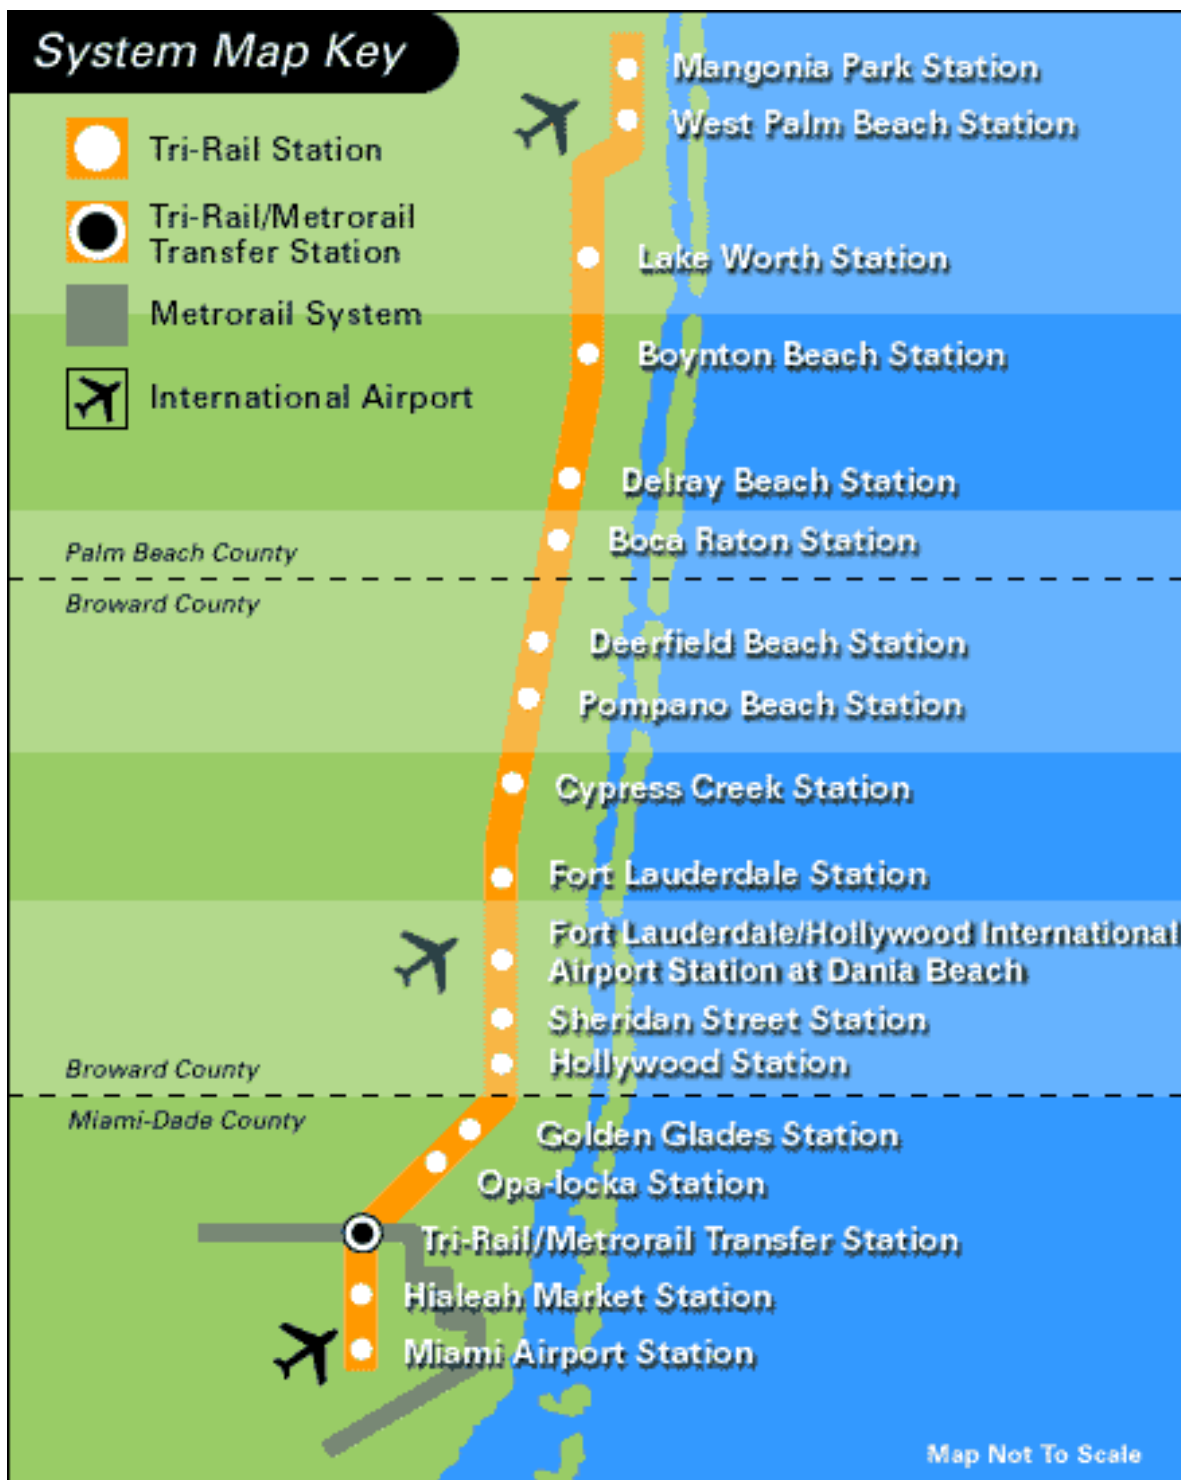 System Map Key
Tri-Rail Station
Tri-Rail/Metrorail
Transfer Station
Metrorail System
International Airport
Mangonia Park Station
West Palm Beach Station
Lake Worth Station
Boynton Beach Station
Delray Beach Station
Boca Raton Station
Palm Beach County
Broward County
Deerfield Beach Station
Pompano Beach Station
Cypress Creek Station
Fort Lauderdale Station
Fort Lauderdale/Hollywood International
Airport Station at Dania Beach
Sheridan Street Station
Hollywood Station
Broward County
Miami-Dade County
Golden Glades Station
Opa-locka Station
Tri-Rail/Metrorail Transfer Station
Hialeah Market Station
Miami Airport Station
Map Not To Scale